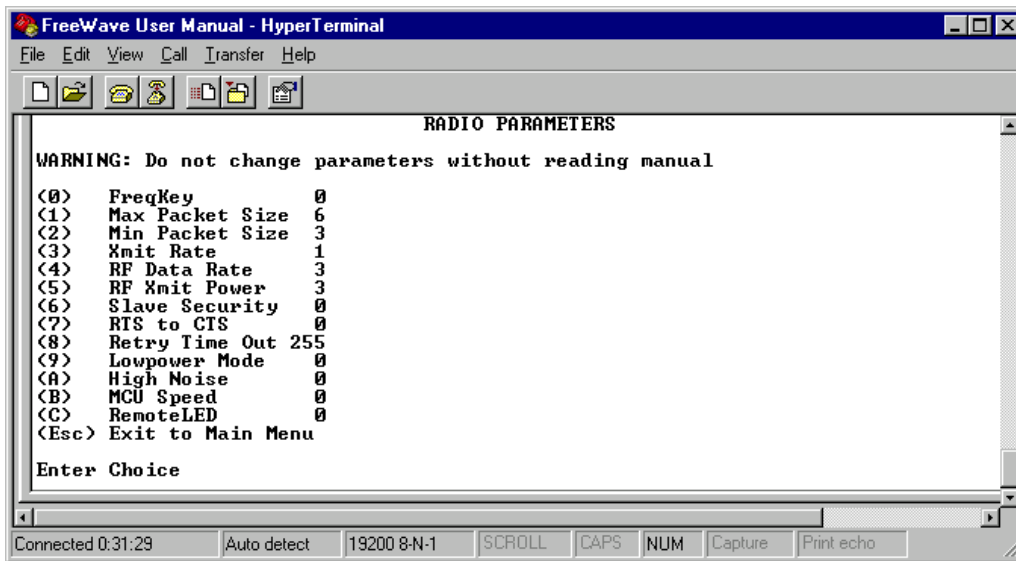 FreeWave User Manual - HyperTerminal
File Edit View Call Transfer Help
RADIO PARAMETERS
WARNING: Do not change parameters without reading manual
(0) FreqKey 0
(1) Max Packet Size 6
(2) Min Packet Size 3
(3) Xmit Rate 1
(4) RF Data Rate 3
(5) RF Xmit Power 3
(6) Slave Security 0
(7) RTS to CTS 0
(8) Retry Time Out 255
(9) Lowpower Mode 0
(A) High Noise 0
(B) MCU Speed 0
(C) RemoteLED 0
(Esc) Exit to Main Menu
Enter Choice
Connected 0:31:29 Auto detect 19200 8-N-1 SCROLL CAPS NUM Capture Print echo